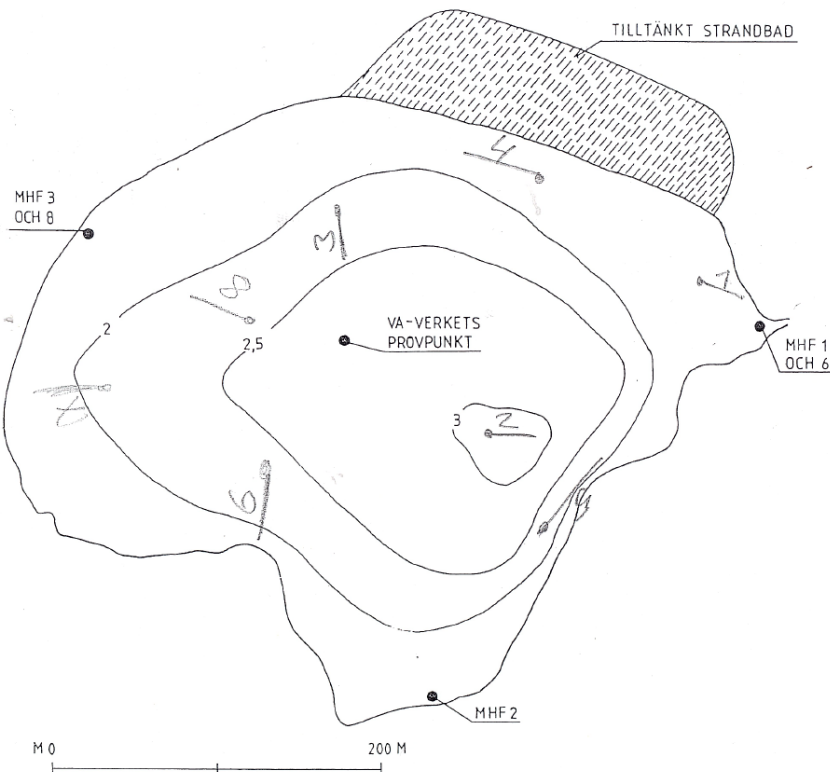 TILLTÄNKT STRANDBAD
4
MHF 3
OCH 8
3
8
2
VA-VERKETS
PROVPUNKT
2,5
MHF 1
OCH 6
3
2
6
MHF 2
M 0
200 M